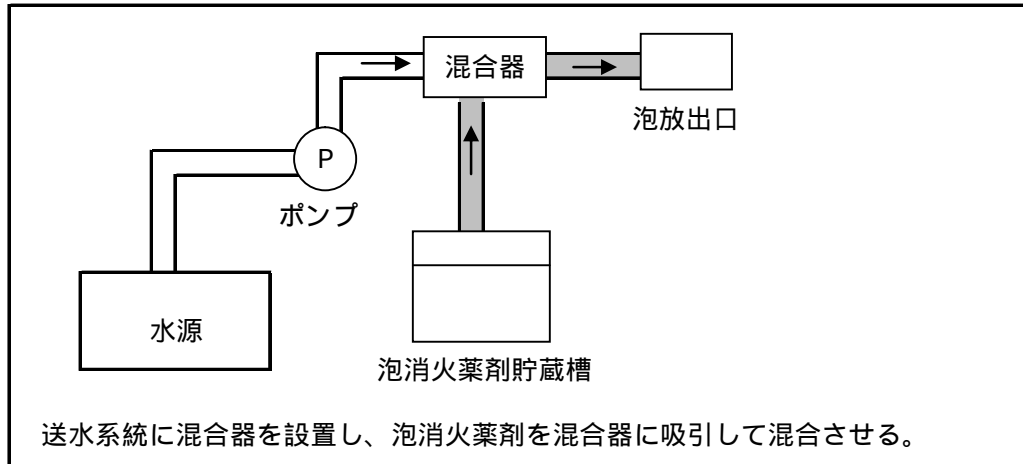 混合器
泡放出口
P
ポンプ
水源
泡消火薬剤貯蔵槽
送水系統に混合器を設置し、泡消火薬剤を混合器に吸引して混合させる。